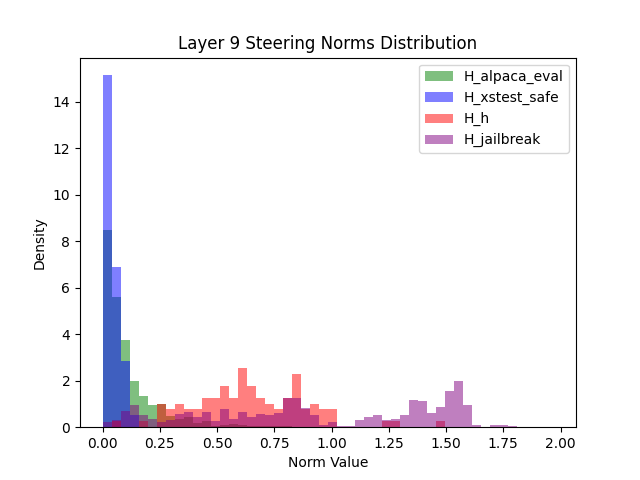 Layer 9 Steering Norms Distribution
H_alpaca_eval
H_xstest_safe
H_h
H_jailbreak
Density
14
12
10
8
6
4
2
0
0.00 0.25 0.50 0.75 1.00 1.25 1.50 1.75 2.00
Norm Value